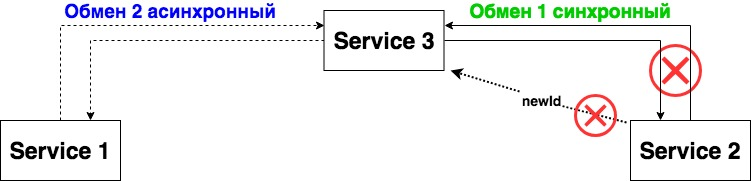 Обмен 2 асинхронный
Обмен 1 синхронный
Service 3
newId
Service 1
Service 2